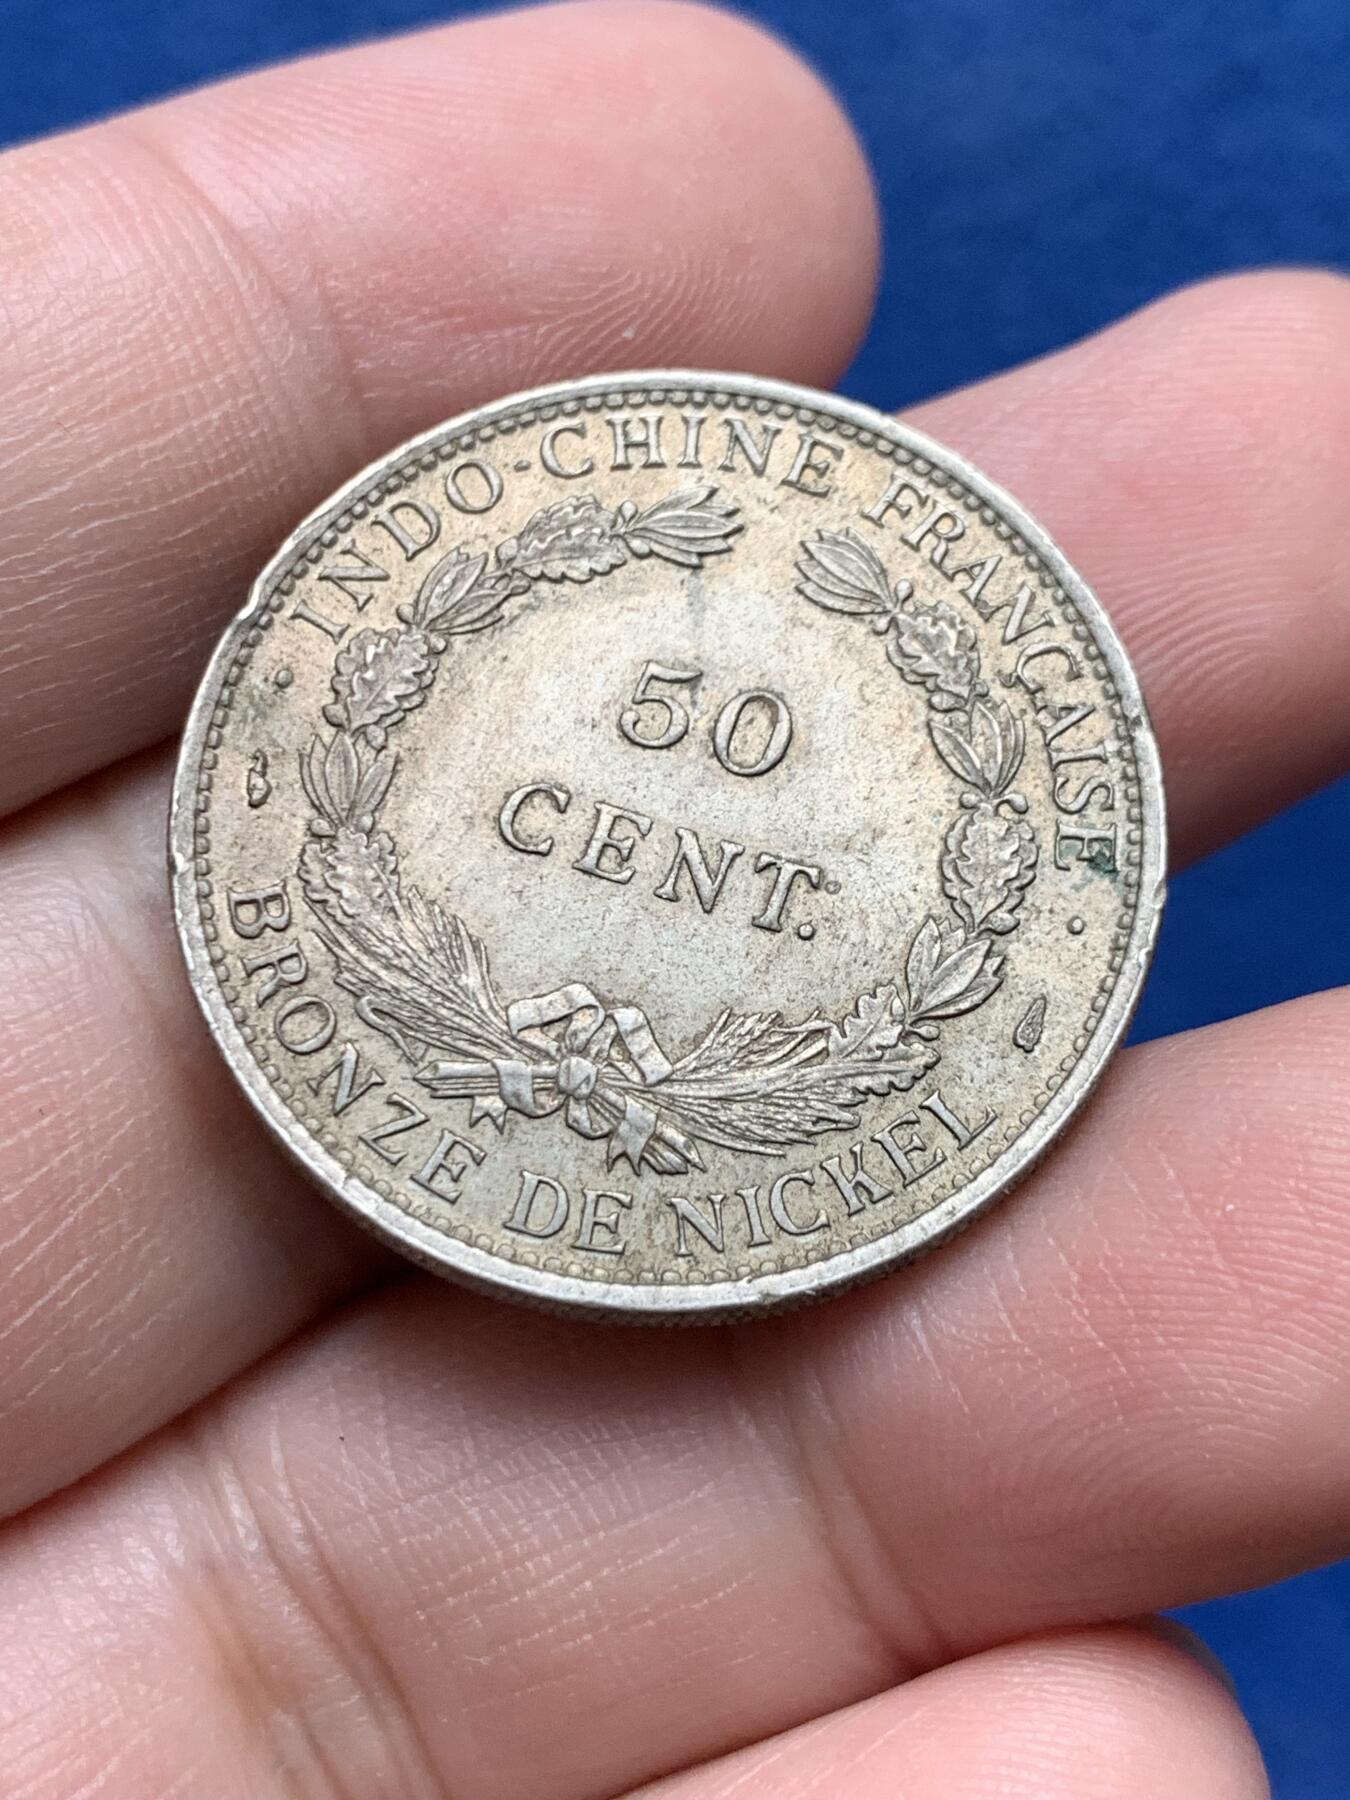 INDO-CHINE FRANÇAISE
50
CENT.
BRONZE DE NICKEL